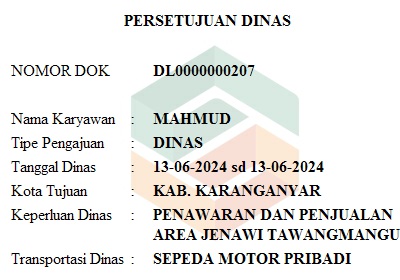 PERSETUJUAN DINAS
NOMOR DOK DL0000000207
Nama Karyawan : MAHMUD
Tipe Pengajuan : DINAS
Tanggal Dinas : 13-06-2024 sd 13-06-2024
Kota Tujuan : KAB. KARANGANYAR
Keperluan Dinas : PENAWARAN DAN PENJUALAN
AREA JENAWI TAWANGMANGU
Transportasi Dinas : SEPEDA MOTOR PRIBADI